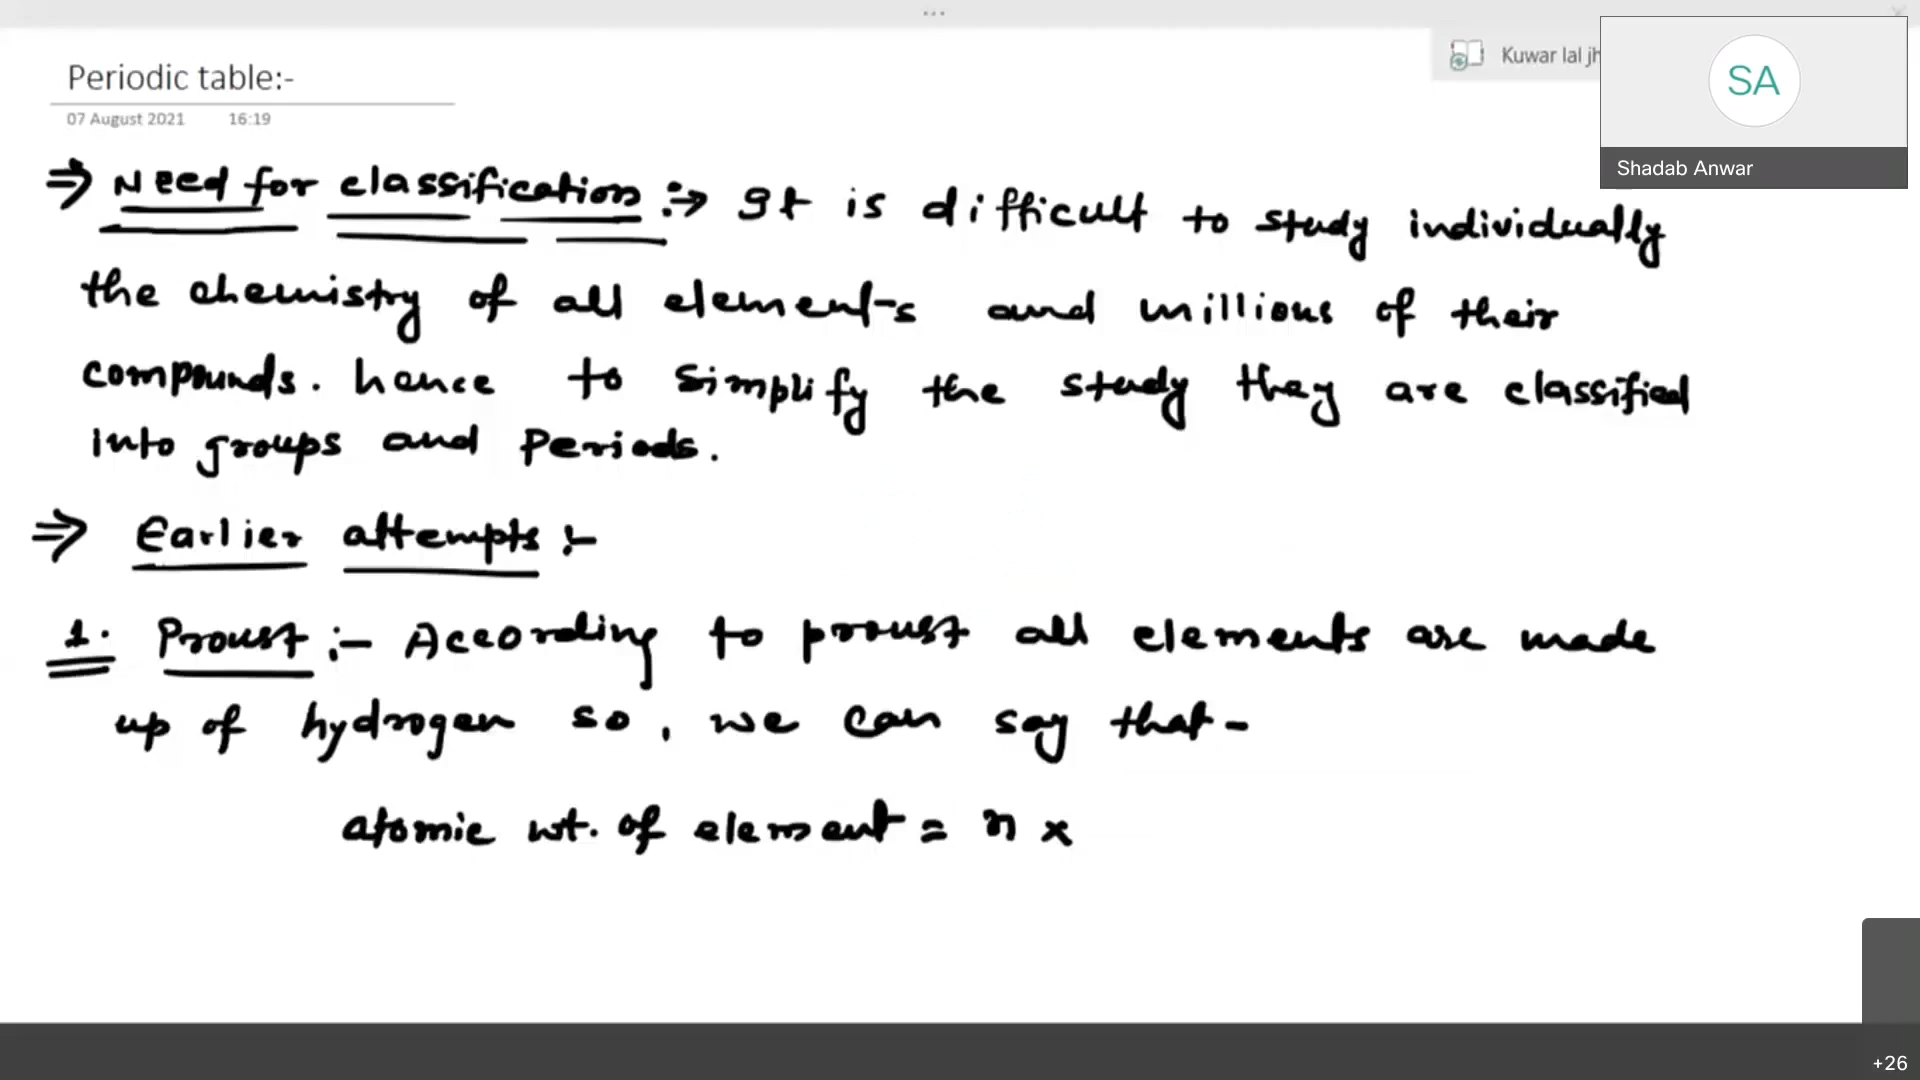 Kuwar lal jh
SA
Shadab Anwar
Periodic table:-
07 August 2021 16:19
⇒ Need for classification :→ It is difficult to study individually
the chemistry of all elements and millions of their
compounds. hence to simplify the study they are classified
into groups and Periods.
⇒ Earlier attempts :-
1. Proust :- According to proust all elements are made
up of hydrogen so, we can say that -
atomic wt. of element = n x
+26